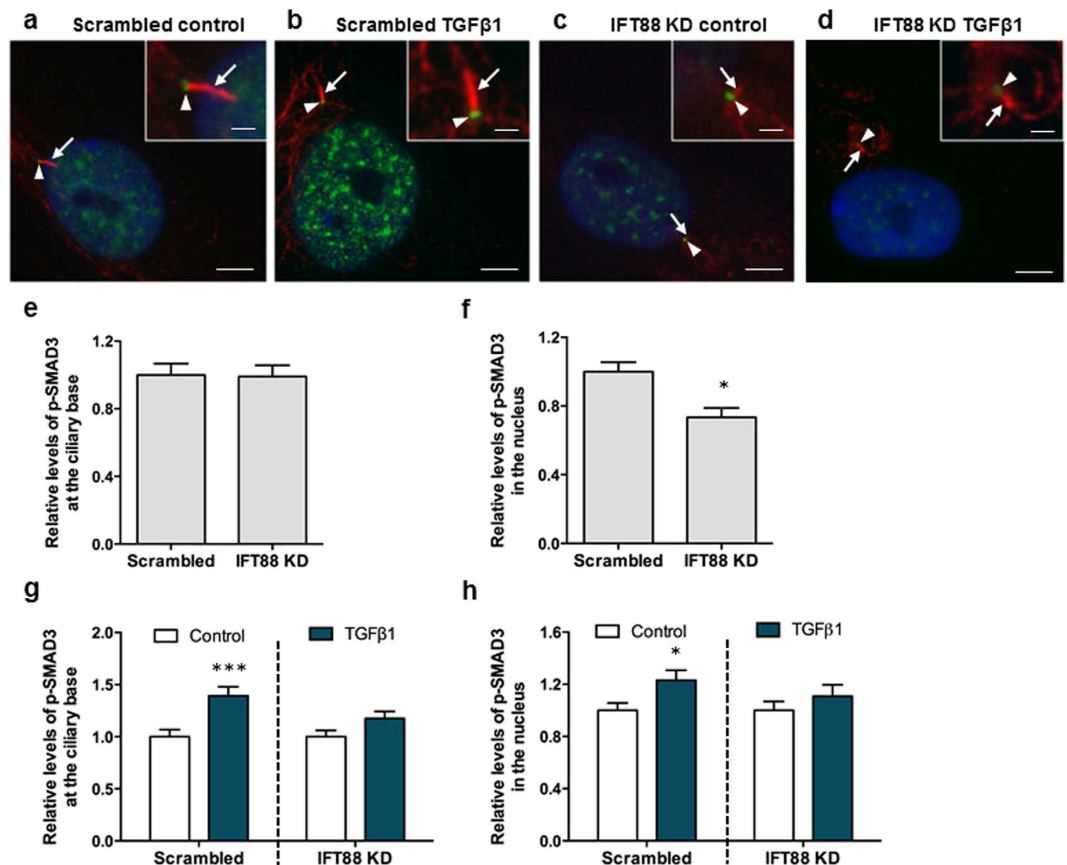 a Scrambled control b Scrambled TGFβ1 c IFT88 KD control d IFT88 KD TGFβ1
e
Relative levels of p-SMAD3
at the ciliary base
1.2
0.8
0.4
0.0
Scrambled IFT88 KD
f
Relative levels of p-SMAD3
in the nucleus
1.2
*
0.8
0.4
0.0
Scrambled IFT88 KD
g
Relative levels of p-SMAD3
at the ciliary base
2.0
Control TGFβ1
***
1.5
1.0
0.5
0.0
Scrambled IFT88 KD
h
Relative levels of p-SMAD3
in the nucleus
1.6
Control TGFβ1
*
1.2
0.8
0.4
0.0
Scrambled IFT88 KD